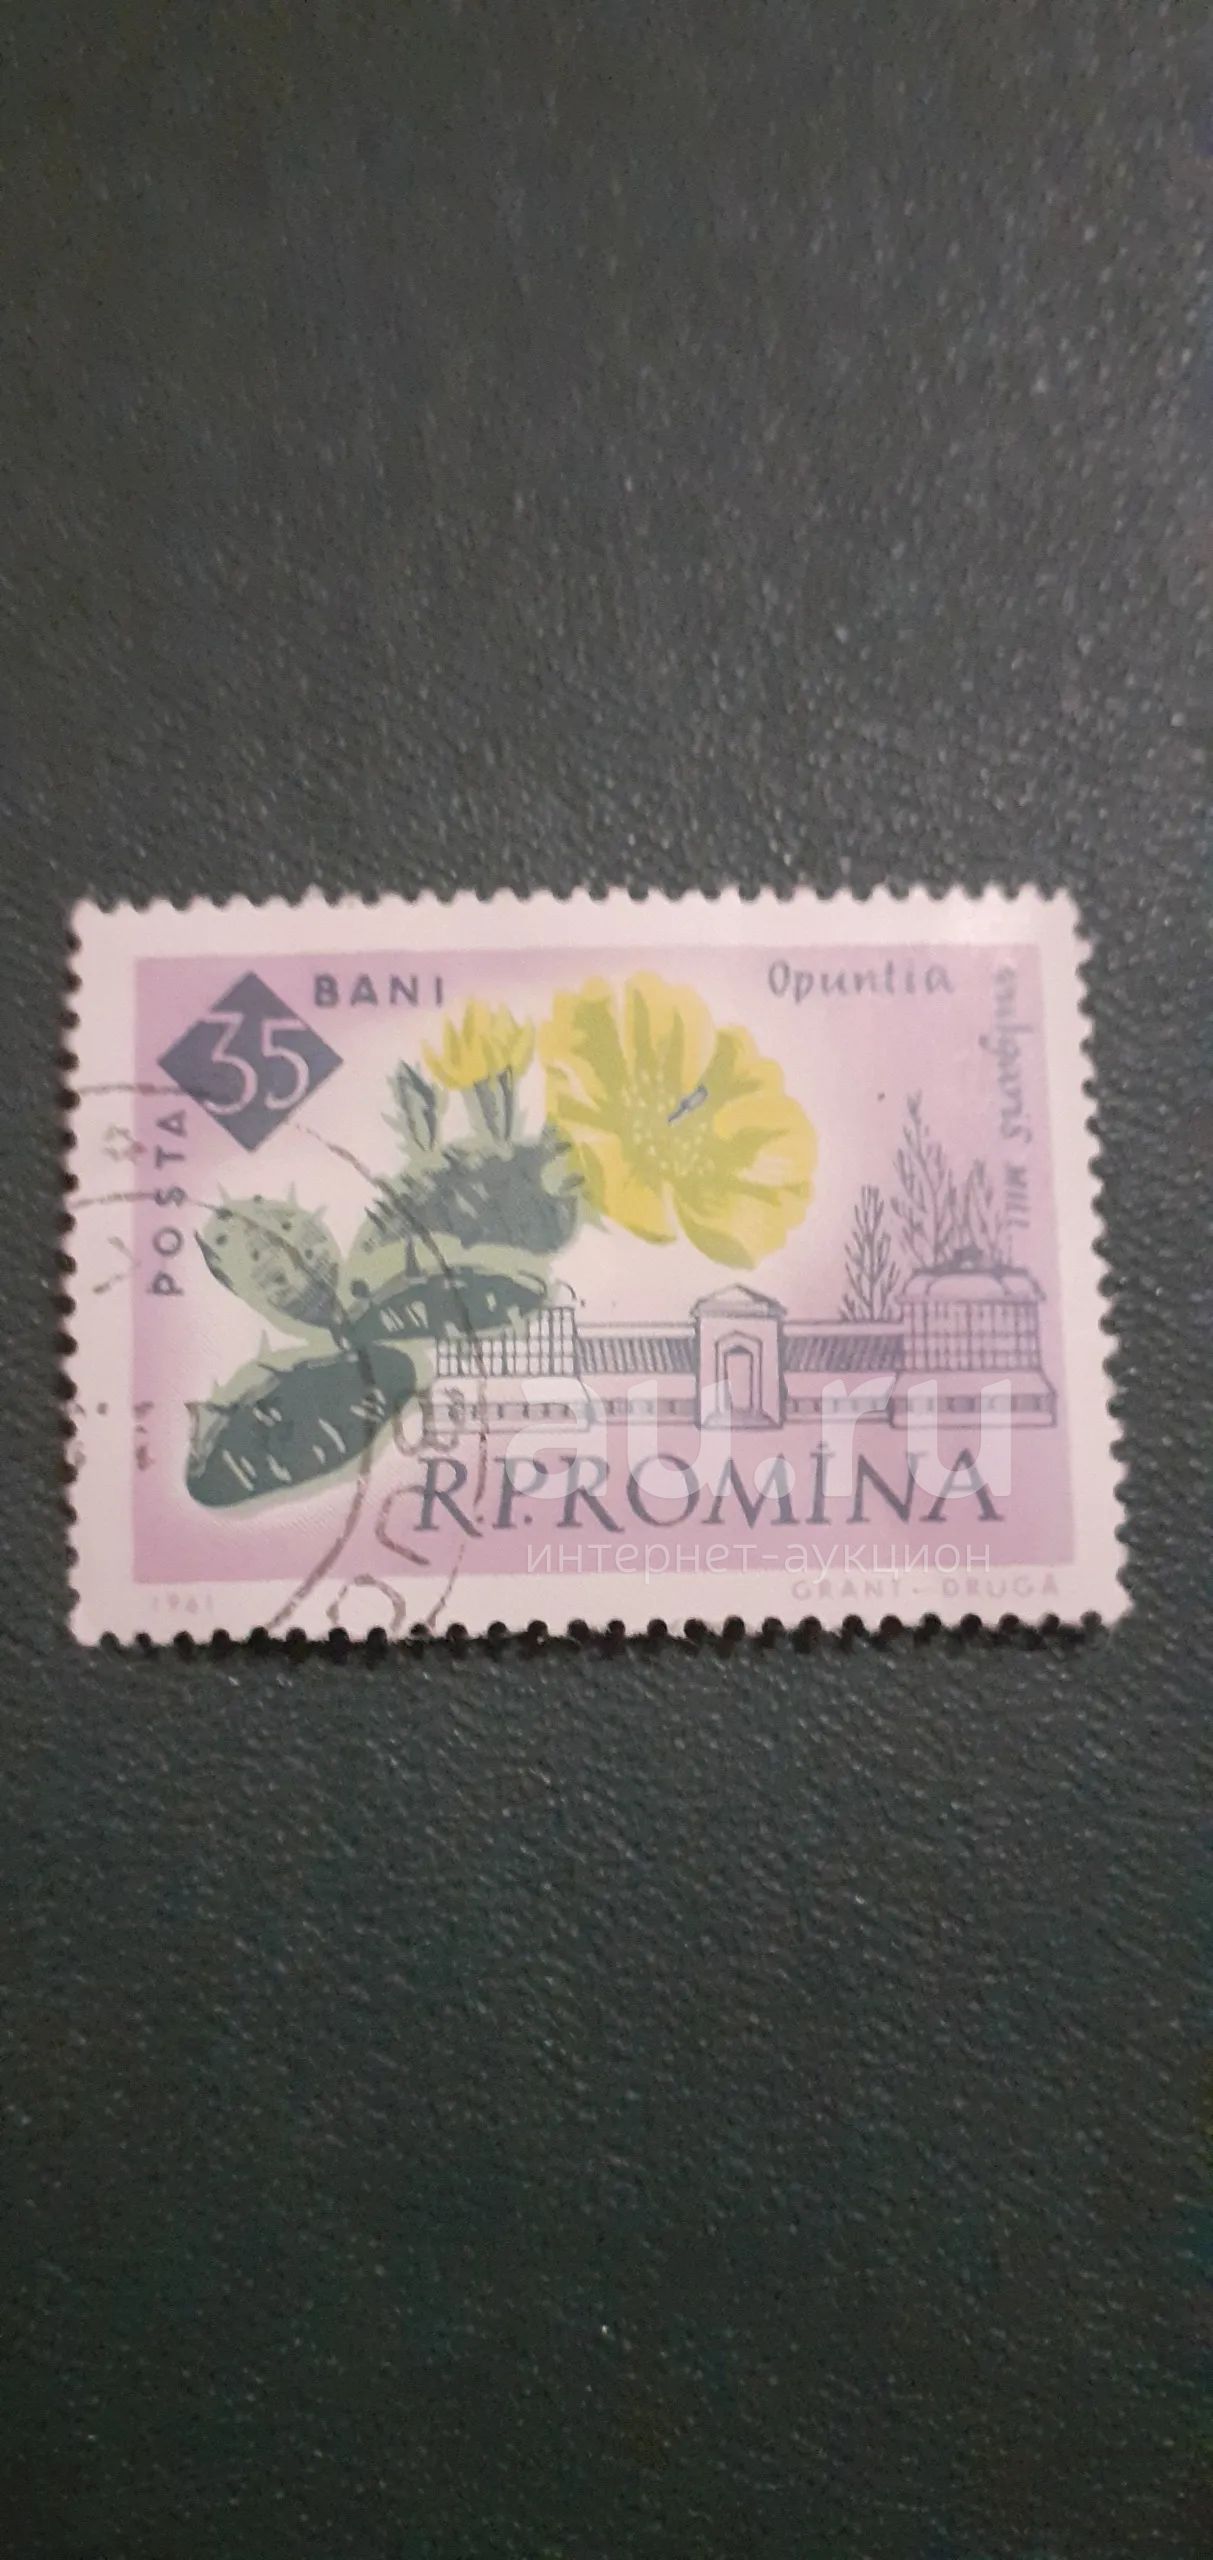 35 BANI
POSTA
Opuntia
vulgaris Mill
R.P.ROMÎNA
1961
GRANT-DRUGĂ
au.ru
интернет-аукцион